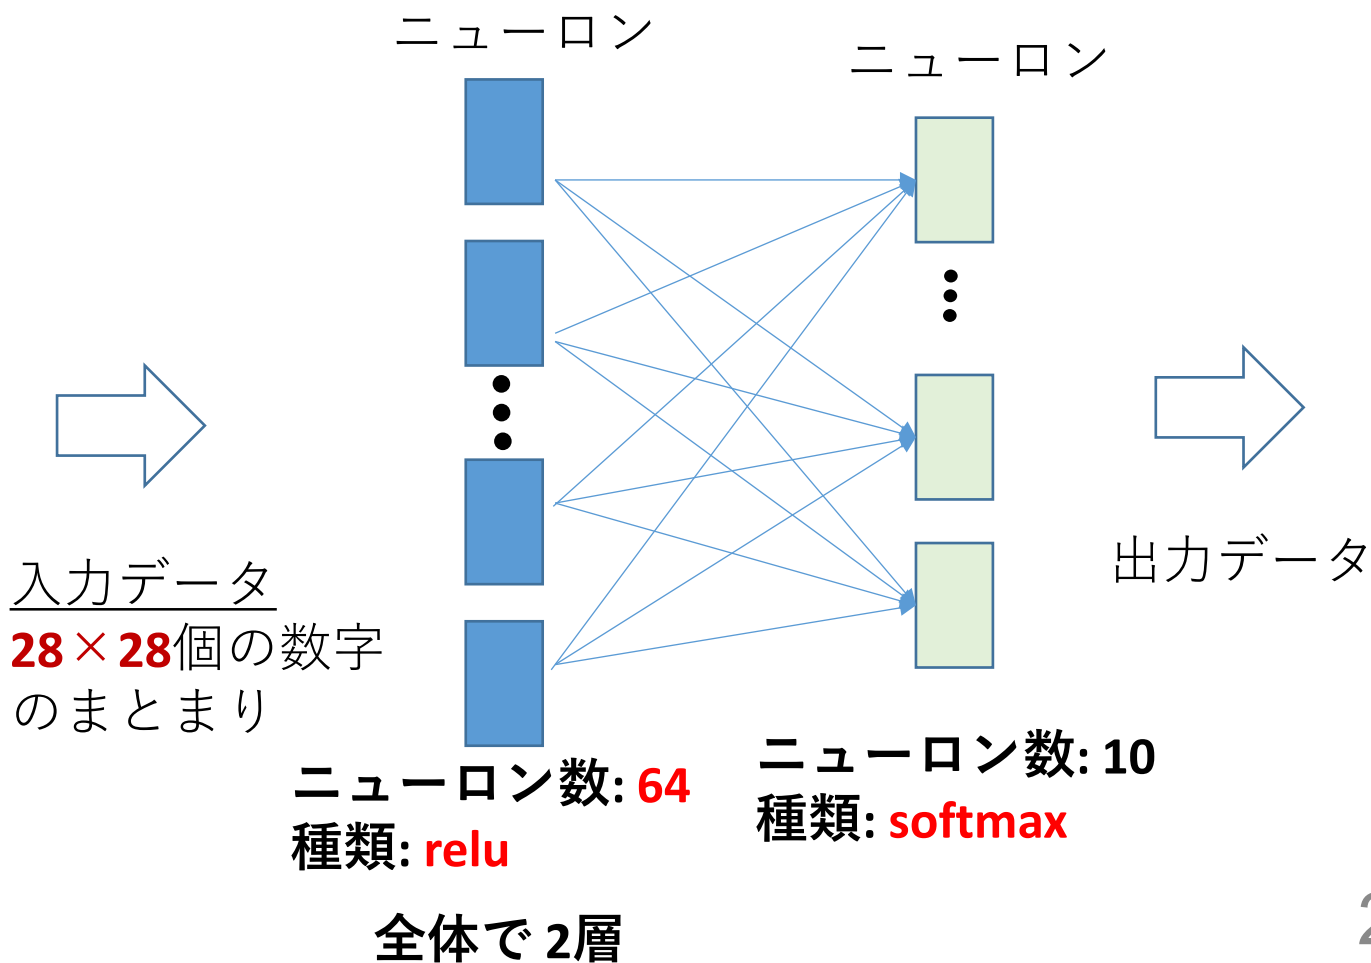 ニューロン
ニューロン
入力データ
28×28個の数字
のまとまり
出力データ
ニューロン数: 64
種類: relu
ニューロン数: 10
種類: softmax
全体で 2層